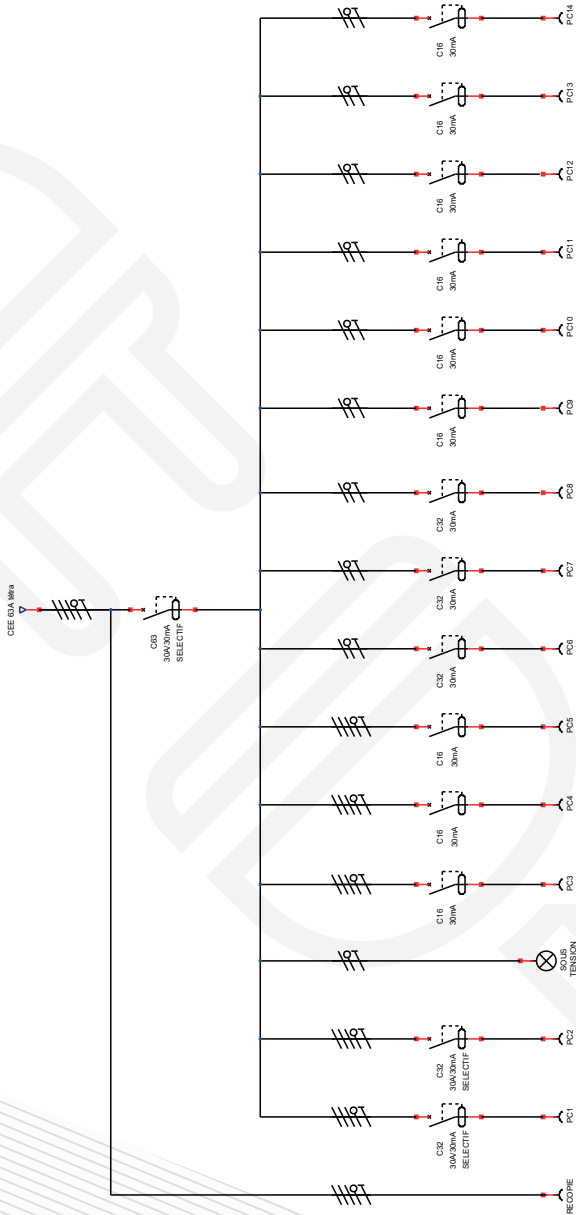 CEE 63A tétra
C63
30A/30mA
SELECTIF
C32
30A/30mA
SELECTIF
C32
30A/30mA
SELECTIF
C16
30mA
C16
30mA
C16
30mA
C32
30mA
C32
30mA
C32
30mA
C16
30mA
C16
30mA
C16
30mA
C16
30mA
C16
30mA
C16
30mA
RECOPIE
PC1
PC2
SOUS
TENSION
PC3
PC4
PC5
PC6
PC7
PC8
PC9
PC10
PC11
PC12
PC13
PC14